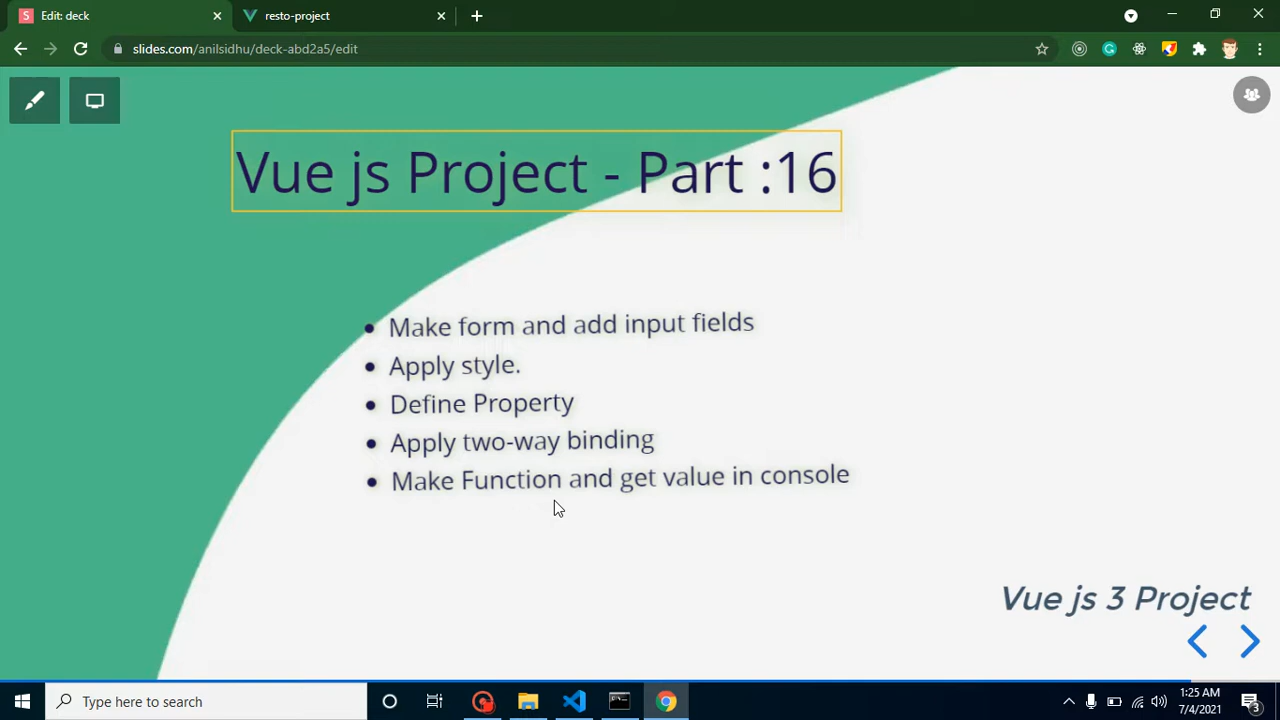 Edit: deck
resto-project
slides.com/anilsidhu/deck-abd2a5/edit
Vue js Project - Part :16
Make form and add input fields
Apply style.
Define Property
Apply two-way binding
Make Function and get value in console
Vue js 3 Project
Type here to search
1:25 AM
7/4/2021
3